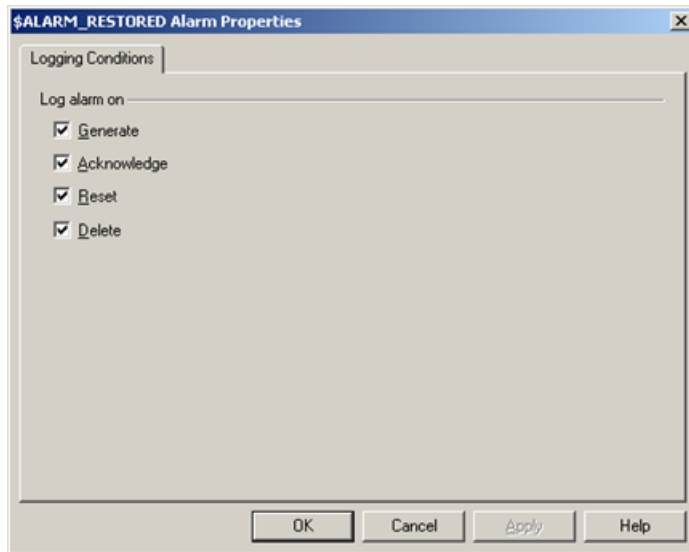 $ALARM_RESTORED Alarm Properties
Logging Conditions
Log alarm on
Generate
Acknowledge
Reset
Delete
OK Cancel Apply Help